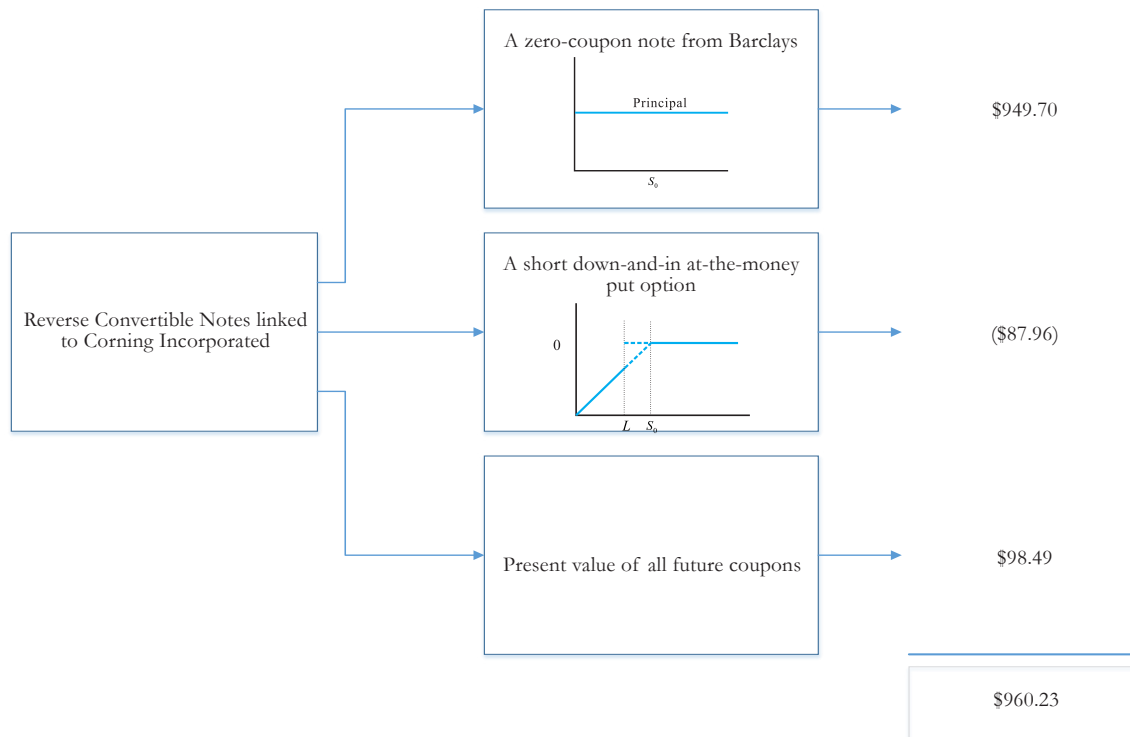 A zero-coupon note from Barclays
Principal
S₀
$949.70
Reverse Convertible Notes linked
to Corning Incorporated
A short down-and-in at-the-money
put option
0
L S₀
($87.96)
Present value of all future coupons
$98.49
$960.23